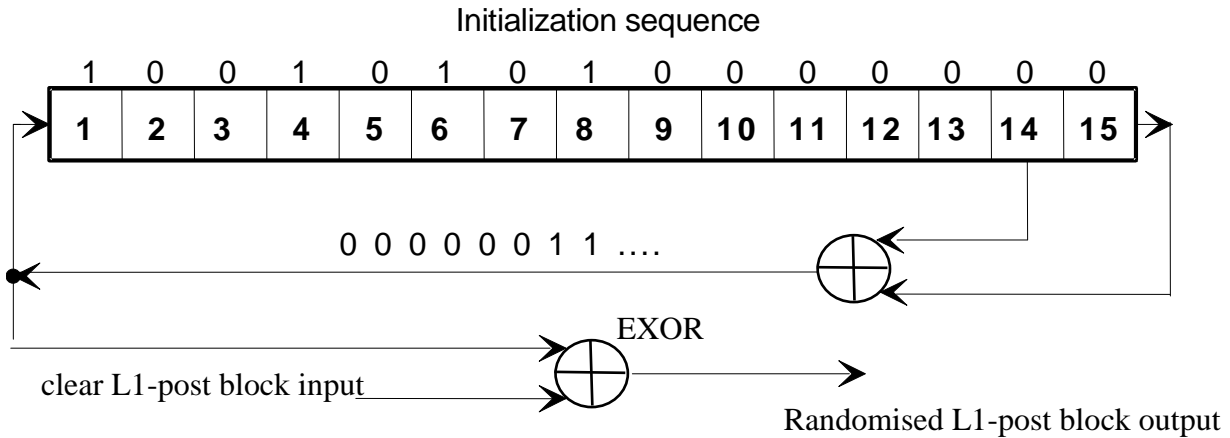 Initialization sequence
1 0 0 1 0 1 0 1 0 0 0 0 0 0 0
1 2 3 4 5 6 7 8 9 10 11 12 13 14 15
0 0 0 0 0 0 1 1 ....
EXOR
clear L1-post block input
Randomised L1-post block output